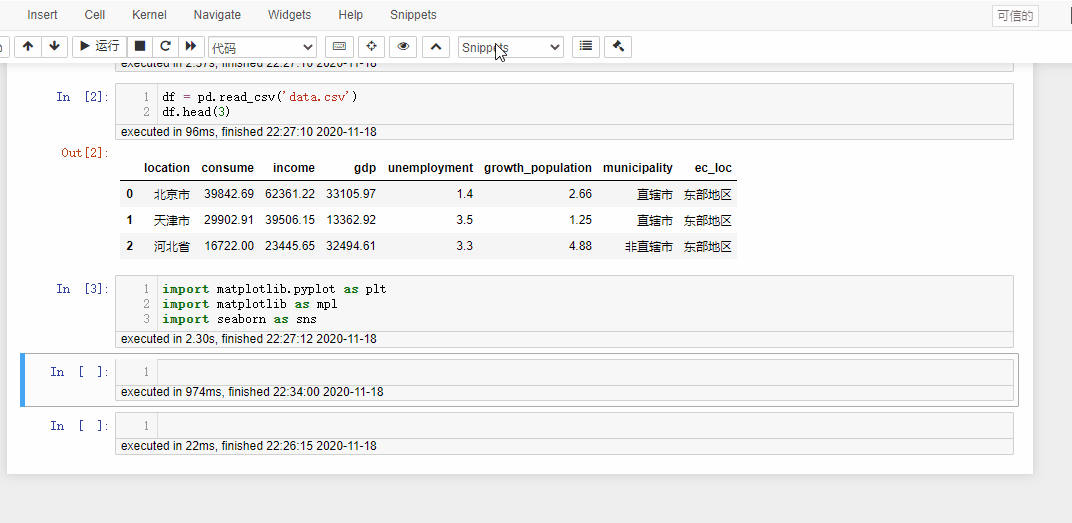 Insert Cell Kernel Navigate Widgets Help Snippets 可信的
运行 代码 Snippets
executed in 2.57s, finished 22:27:10 2020-11-18
In [2]: 1 df = pd.read_csv('data.csv')
2 df.head(3)
executed in 96ms, finished 22:27:10 2020-11-18
Out[2]:
location consume income gdp unemployment growth_population municipality ec_loc
0 北京市 39842.69 62361.22 33105.97 1.4 2.66 直辖市 东部地区
1 天津市 29902.91 39506.15 13362.92 3.5 1.25 直辖市 东部地区
2 河北省 16722.00 23445.65 32494.61 3.3 4.88 非直辖市 东部地区
In [3]: 1 import matplotlib.pyplot as plt
2 import matplotlib as mpl
3 import seaborn as sns
executed in 2.30s, finished 22:27:12 2020-11-18
In [ ]: 1
executed in 974ms, finished 22:34:00 2020-11-18
In [ ]: 1
executed in 22ms, finished 22:26:15 2020-11-18